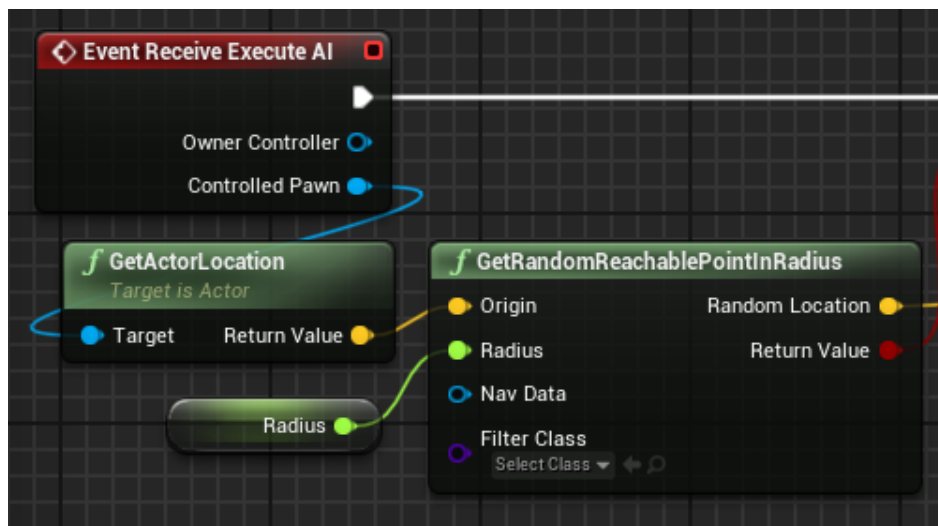 Event Receive Execute AI
Owner Controller
Controlled Pawn
f GetActorLocation
Target is Actor
Target Return Value
Radius
f GetRandomReachablePointInRadius
Origin Random Location
Radius Return Value
Nav Data
Filter Class
Select Class